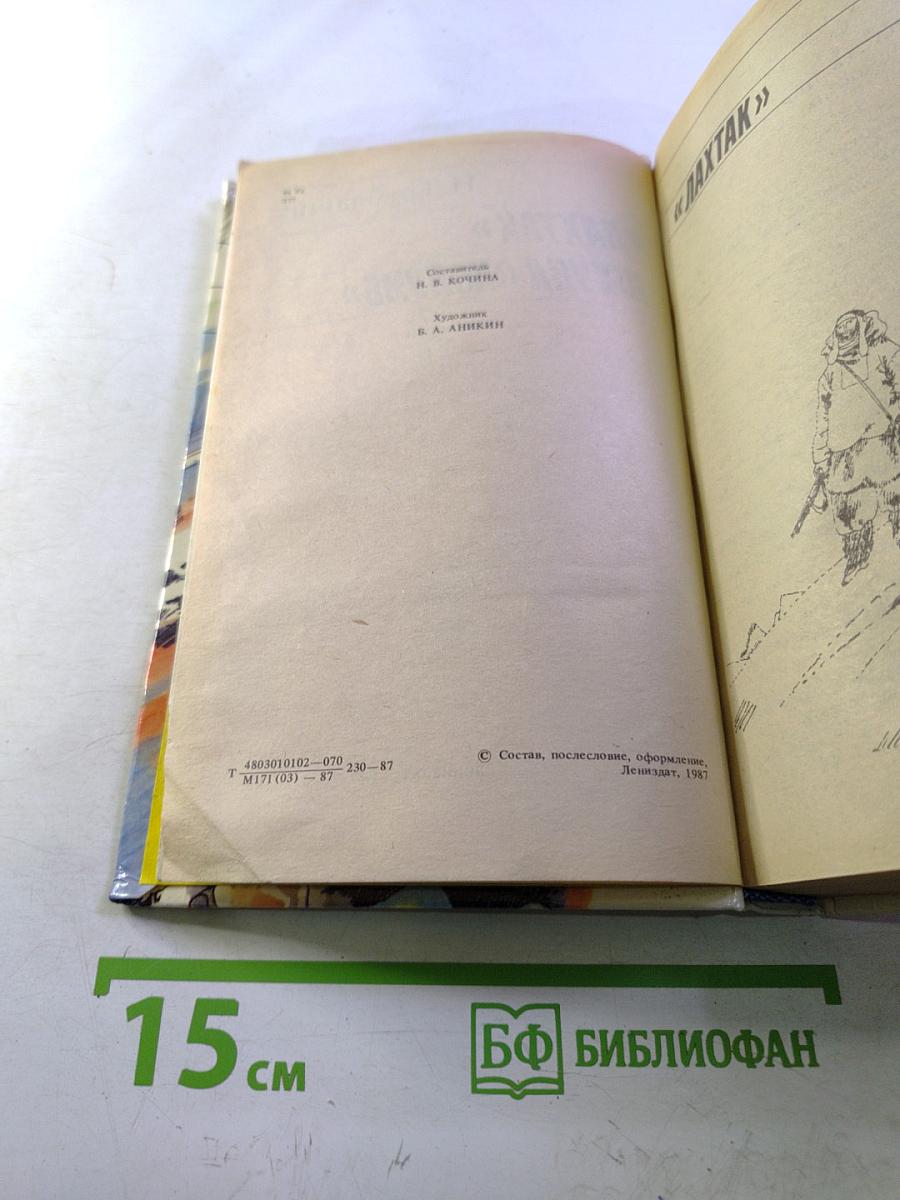 Составитель
Н. В. КОЧИНА
Художник
Б. А. АНИКИН
Т 4803010102—070 230—87
М171(03) — 87
© Состав, послесловие, оформление,
Лениздат, 1987
«ЛАХТАК»
15 см
БФ БИБЛИОФАН